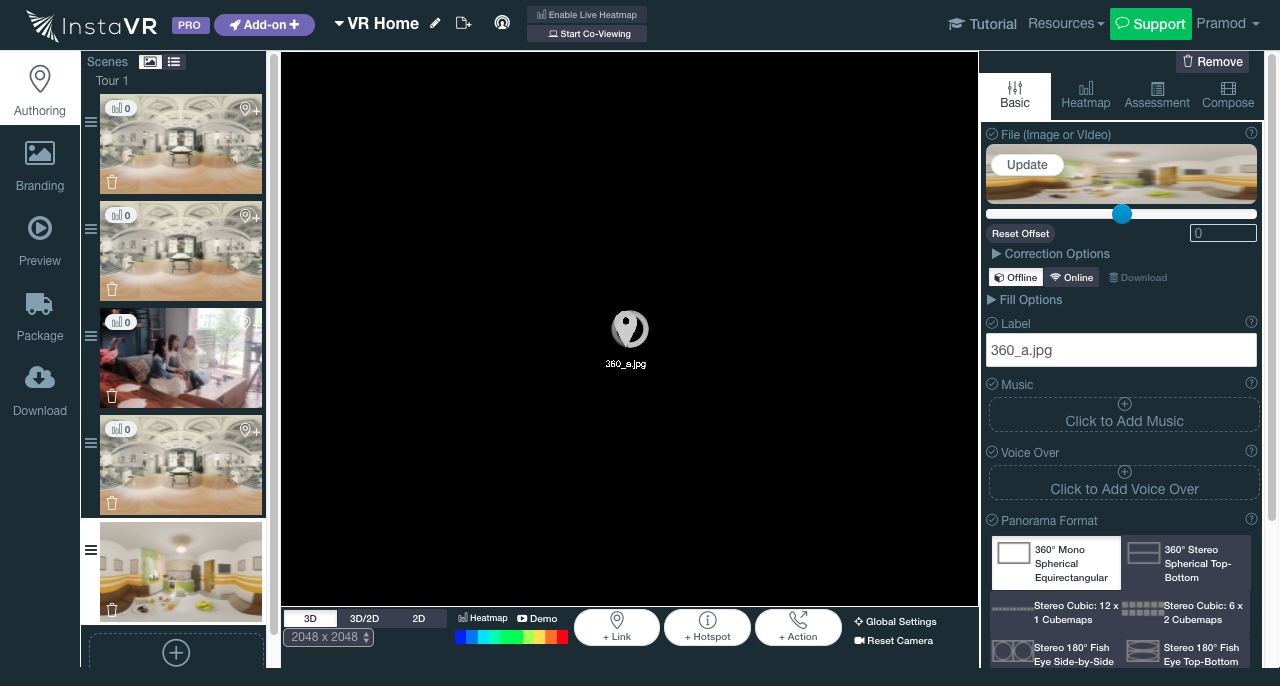 InstaVR
PRO
Add-on +
VR Home
Enable Live Heatmap
Start Co-Viewing
Tutorial
Resources
Support
Pramod
Authoring
Branding
Preview
Package
Download
Scenes
Tour 1
0
0
0
0
360_a.jpg
3D
3D/2D
2D
2048 x 2048
Heatmap
Demo
+ Link
+ Hotspot
+ Action
Global Settings
Reset Camera
Remove
Basic
Heatmap
Assessment
Compose
File (Image or VIdeo)
Update
Reset Offset
0
Correction Options
Offline
Online
Download
Fill Options
Label
360_a.jpg
Music
Click to Add Music
Voice Over
Click to Add Voice Over
Panorama Format
360° Mono
Spherical
Equirectangular
360° Stereo
Spherical Top-
Bottom
Stereo Cubic: 12 x
1 Cubemaps
Stereo Cubic: 6 x
2 Cubemaps
Stereo 180° Fish
Eye Side-by-Side
Stereo 180° Fish
Eye Top-Bottom